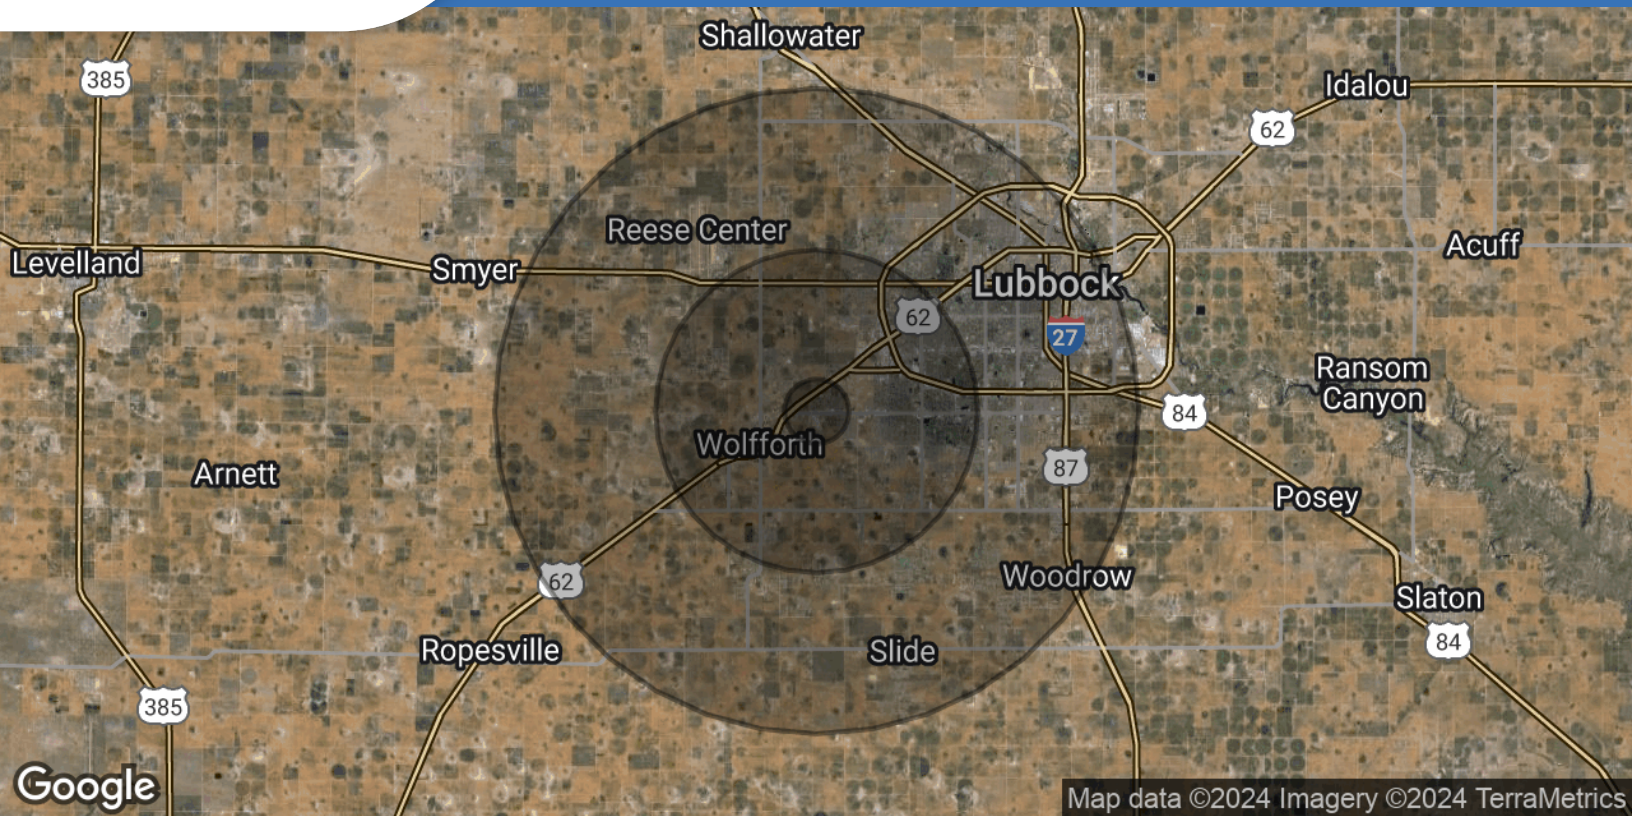 Shallowater
385
Idalou
62
Reese Center
Acuff
Levelland
Smyer
Lubbock
62
27
Ransom
Canyon
84
Wolfforth
87
Arnett
Posey
62
Woodrow
Slaton
Ropesville
Slide
84
385
Google
Map data ©2024 Imagery ©2024 TerraMetrics